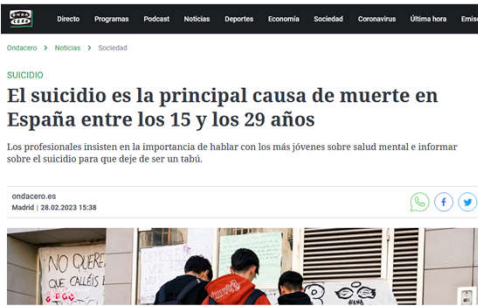 ONDA
CERO
Directo Programas Podcast Noticias Deportes Economía Sociedad Coronavirus Última hora
Ondacero > Noticias > Sociedad
SUICIDIO
El suicidio es la principal causa de muerte en
España entre los 15 y los 29 años
Los profesionales insisten en la importancia de hablar con los más jóvenes sobre salud mental e informar
sobre el suicidio para que deje de ser un tabú.
ondacero.es
Madrid | 28.02.2023 15:38
NO
QUE CALLÉIS